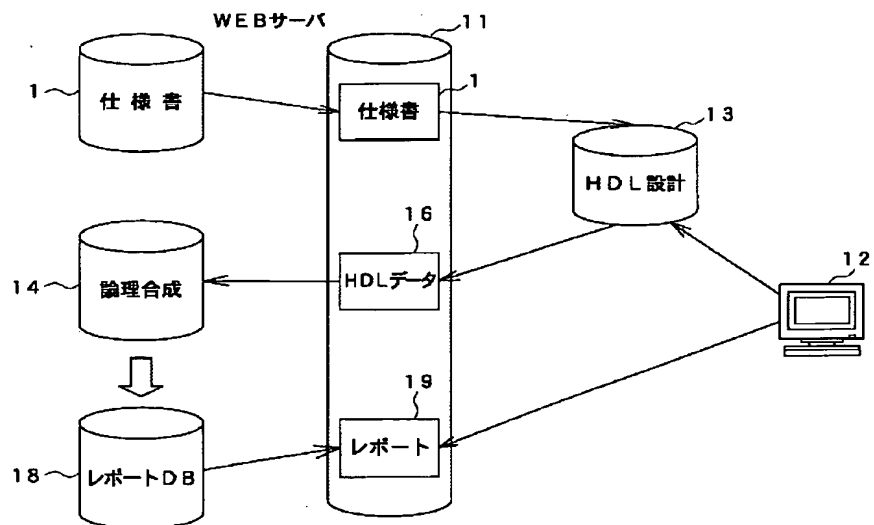 WEBサーバ
11
1
仕様書
1
仕様書
13
HDL設計
16
14
論理合成
HDLデータ
12
19
18
レポートDB
レポート